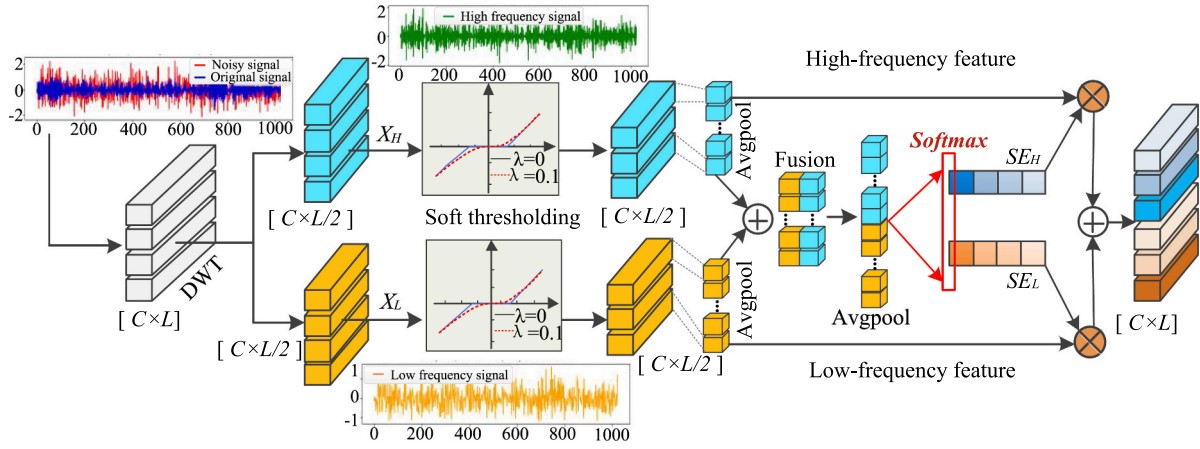 2
0
-2
Noisy signal
Original signal
0 200 400 600 800 1000
2
0
-2
High frequency signal
0 200 400 600 800 1000
High-frequency feature
X_H
λ=0
λ=0.1
Soft thresholding
[ C×L/2 ]
[ C×L/2 ]
Avgpool
Fusion
Softmax
SE_H
DWT
[ C×L]
X_L
λ=0
λ=0.1
[ C×L/2 ]
[ C×L/2 ]
Avgpool
Avgpool
SE_L
[ C×L]
Low-frequency feature
1
0
-1
Low frequency signal
0 200 400 600 800 1000